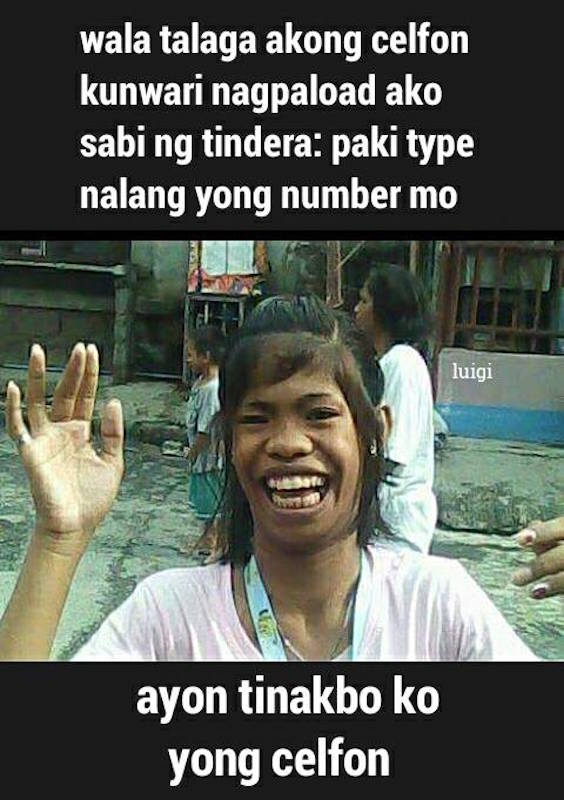 wala talaga akong celfon
kunwari nagpaload ako
sabi ng tindera: paki type
nalang yong number mo
luigi
ayon tinakbo ko
yong celfon